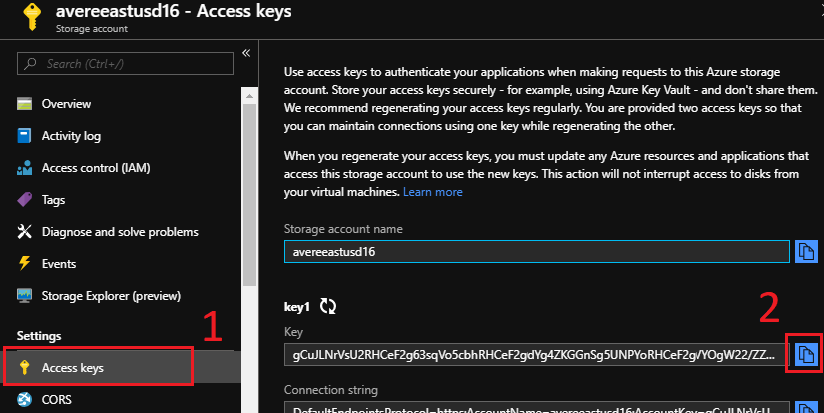 avereeastusd16 - Access keys
Storage account
Search (Ctrl+/)
«
Overview
Activity log
Access control (IAM)
Tags
Diagnose and solve problems
Events
Storage Explorer (preview)
Settings
1
Access keys
CORS
Use access keys to authenticate your applications when making requests to this Azure storage
account. Store your access keys securely - for example, using Azure Key Vault - and don't share them.
We recommend regenerating your access keys regularly. You are provided two access keys so that
you can maintain connections using one key while regenerating the other.
When you regenerate your access keys, you must update any Azure resources and applications that
access this storage account to use the new keys. This action will not interrupt access to disks from
your virtual machines. Learn more
Storage account name
avereeastusd16
key1
2
Key
gCuJLNrVsU2RHCeF2g63sqVo5cbhRHCeF2gdYg4ZKGGnSg5UNPYoRHCeF2g/YOgW22/ZZ...
Connection string
DefaultEndpointsProtocol=https;AccountName=avereeastusd16;AccountKey=gCuJLNrVsU